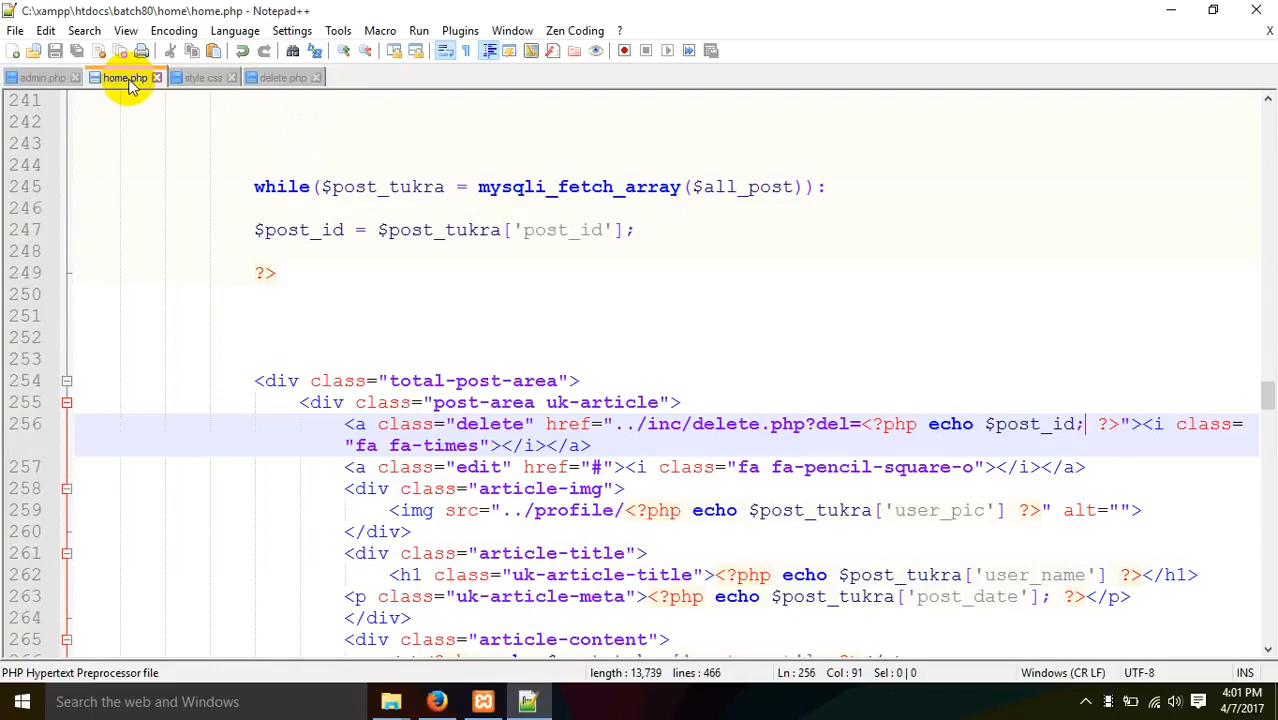 C:\xampp\htdocs\batch80\home\home.php - Notepad++
File Edit Search View Encoding Language Settings Tools Macro Run Plugins Window Zen Coding X
admin.php home.php style.css delete.php
241
242
243
244
245 while($post_tukra = mysqli_fetch_array($all_post)):
246
247 $post_id = $post_tukra['post_id'];
248
249 ?>
250
251
252
253
254 <div class="total-post-area">
255 <div class="post-area uk-article">
256 <a class="delete" href="../inc/delete.php?del=<?php echo $post_id; ?>"><i class=
"fa fa-times"></i></a>
257 <a class="edit" href="#"><i class="fa fa-pencil-square-o"></i></a>
258 <div class="article-img">
259 <img src="../profile/<?php echo $post_tukra['user_pic'] ?>" alt="">
260 </div>
261 <div class="article-title">
262 <h1 class="uk-article-title"><?php echo $post_tukra['user_name'] ?></h1>
263 <p class="uk-article-meta"><?php echo $post_tukra['post_date']; ?></p>
264 </div>
265 <div class="article-content">
PHP Hypertext Preprocessor file length : 13,739 lines : 466 Ln : 256 Col : 91 Sel : 0 | 0 Windows (CR LF) UTF-8 INS
Search the web and Windows
4:01 PM
4/7/2017